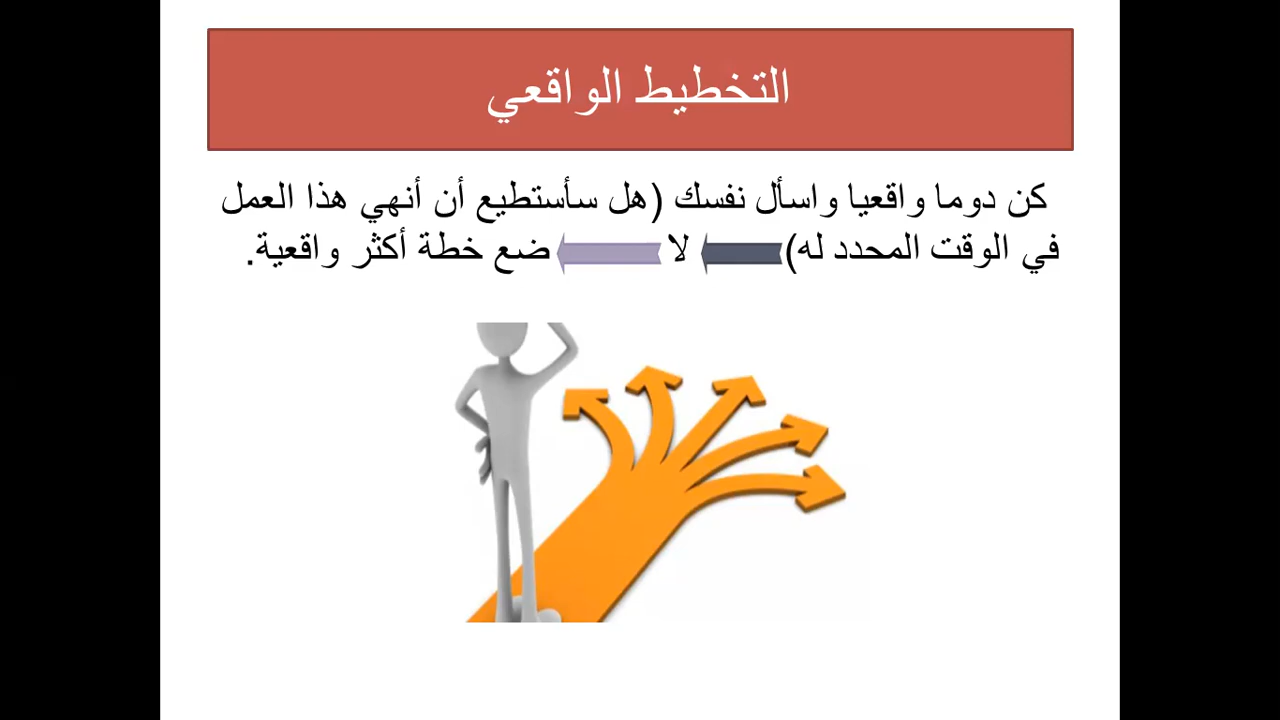 التخطيط الواقعي
كن دوما واقعيا واسأل نفسك (هل سأستطيع أن أنهي هذا العمل
في الوقت المحدد له) لا ضع خطة أكثر واقعية.